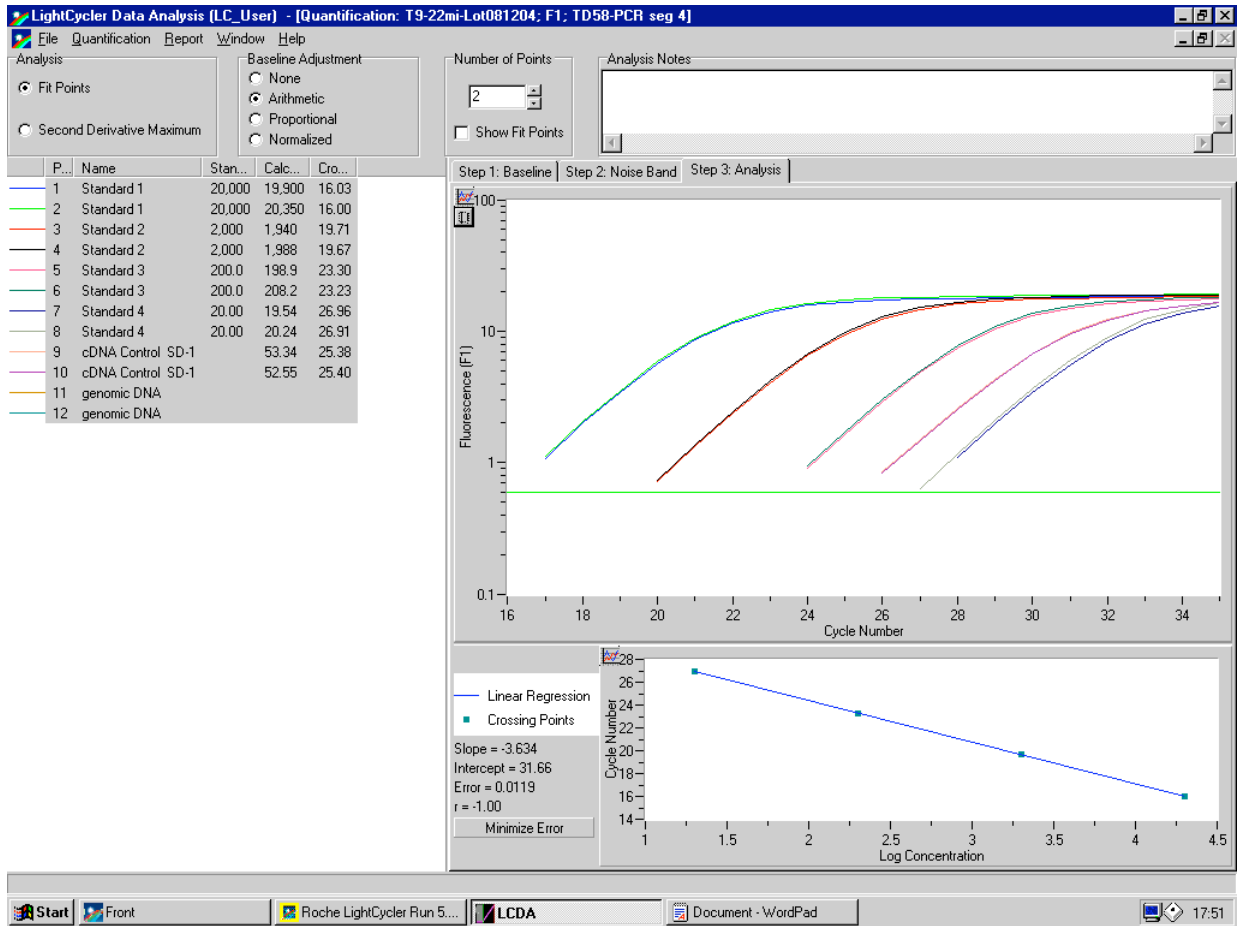 LightCycler Data Analysis (LC_User) - [Quantification: T9-22mi-Lot081204; F1; TD58-PCR seg 4]
File Quantification Report Window Help
Analysis
Fit Points
Second Derivative Maximum
Baseline Adjustment
None
Arithmetic
Proportional
Normalized
Number of Points
2
Show Fit Points
Analysis Notes
P... Name Stan... Calc... Cro...
1 Standard 1 20,000 19,900 16.03
2 Standard 1 20,000 20,350 16.00
3 Standard 2 2,000 1,940 19.71
4 Standard 2 2,000 1,988 19.67
5 Standard 3 200.0 198.9 23.30
6 Standard 3 200.0 208.2 23.23
7 Standard 4 20.00 19.54 26.96
8 Standard 4 20.00 20.24 26.91
9 cDNA Control SD-1 53.34 25.38
10 cDNA Control SD-1 52.55 25.40
11 genomic DNA
12 genomic DNA
Step 1: Baseline Step 2: Noise Band Step 3: Analysis
100
10
1
0.1
Fluorescence (F1)
16 18 20 22 24 26 28 30 32 34
Cycle Number
Linear Regression
Crossing Points
Slope = -3.634
Intercept = 31.66
Error = 0.0119
r = -1.00
Minimize Error
28
26
24
22
20
18
16
14
Cycle Number
1 1.5 2 2.5 3 3.5 4 4.5
Log Concentration
Start Front Roche LightCycler Run 5.... LCDA Document - WordPad 17:51